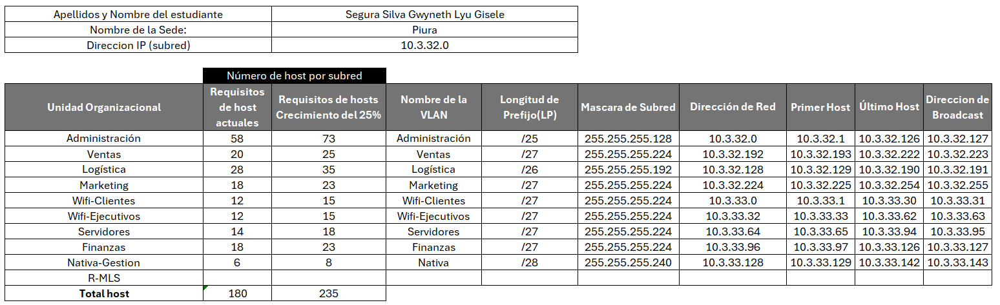 Apellidos y Nombre del estudiante Segura Silva Gwyneth Lyu Gisele
Nombre de la Sede: Piura
Direccion IP (subred) 10.3.32.0
Número de host por subred
Unidad Organizacional Requisitos de host actuales Requisitos de hosts Crecimiento del 25% Nombre de la VLAN Longitud de Prefijo(LP) Mascara de Subred Dirección de Red Primer Host Último Host Direccion de Broadcast
Administración 58 73 Administración /25 255.255.255.128 10.3.32.0 10.3.32.1 10.3.32.126 10.3.32.127
Ventas 20 25 Ventas /27 255.255.255.224 10.3.32.192 10.3.32.193 10.3.32.222 10.3.32.223
Logística 28 35 Logística /26 255.255.255.192 10.3.32.128 10.3.32.129 10.3.32.190 10.3.32.191
Marketing 18 23 Marketing /27 255.255.255.224 10.3.32.224 10.3.32.225 10.3.32.254 10.3.32.255
Wifi-Clientes 12 15 Wifi-Clientes /27 255.255.255.224 10.3.33.0 10.3.33.1 10.3.33.30 10.3.33.31
Wifi-Ejecutivos 12 15 Wifi-Ejecutivos /27 255.255.255.224 10.3.33.32 10.3.33.33 10.3.33.62 10.3.33.63
Servidores 14 18 Servidores /27 255.255.255.224 10.3.33.64 10.3.33.65 10.3.33.94 10.3.33.95
Finanzas 18 23 Finanzas /27 255.255.255.224 10.3.33.96 10.3.33.97 10.3.33.126 10.3.33.127
Nativa-Gestion 6 8 Nativa /28 255.255.255.240 10.3.33.128 10.3.33.129 10.3.33.142 10.3.33.143
R-MLS
Total host 180 235